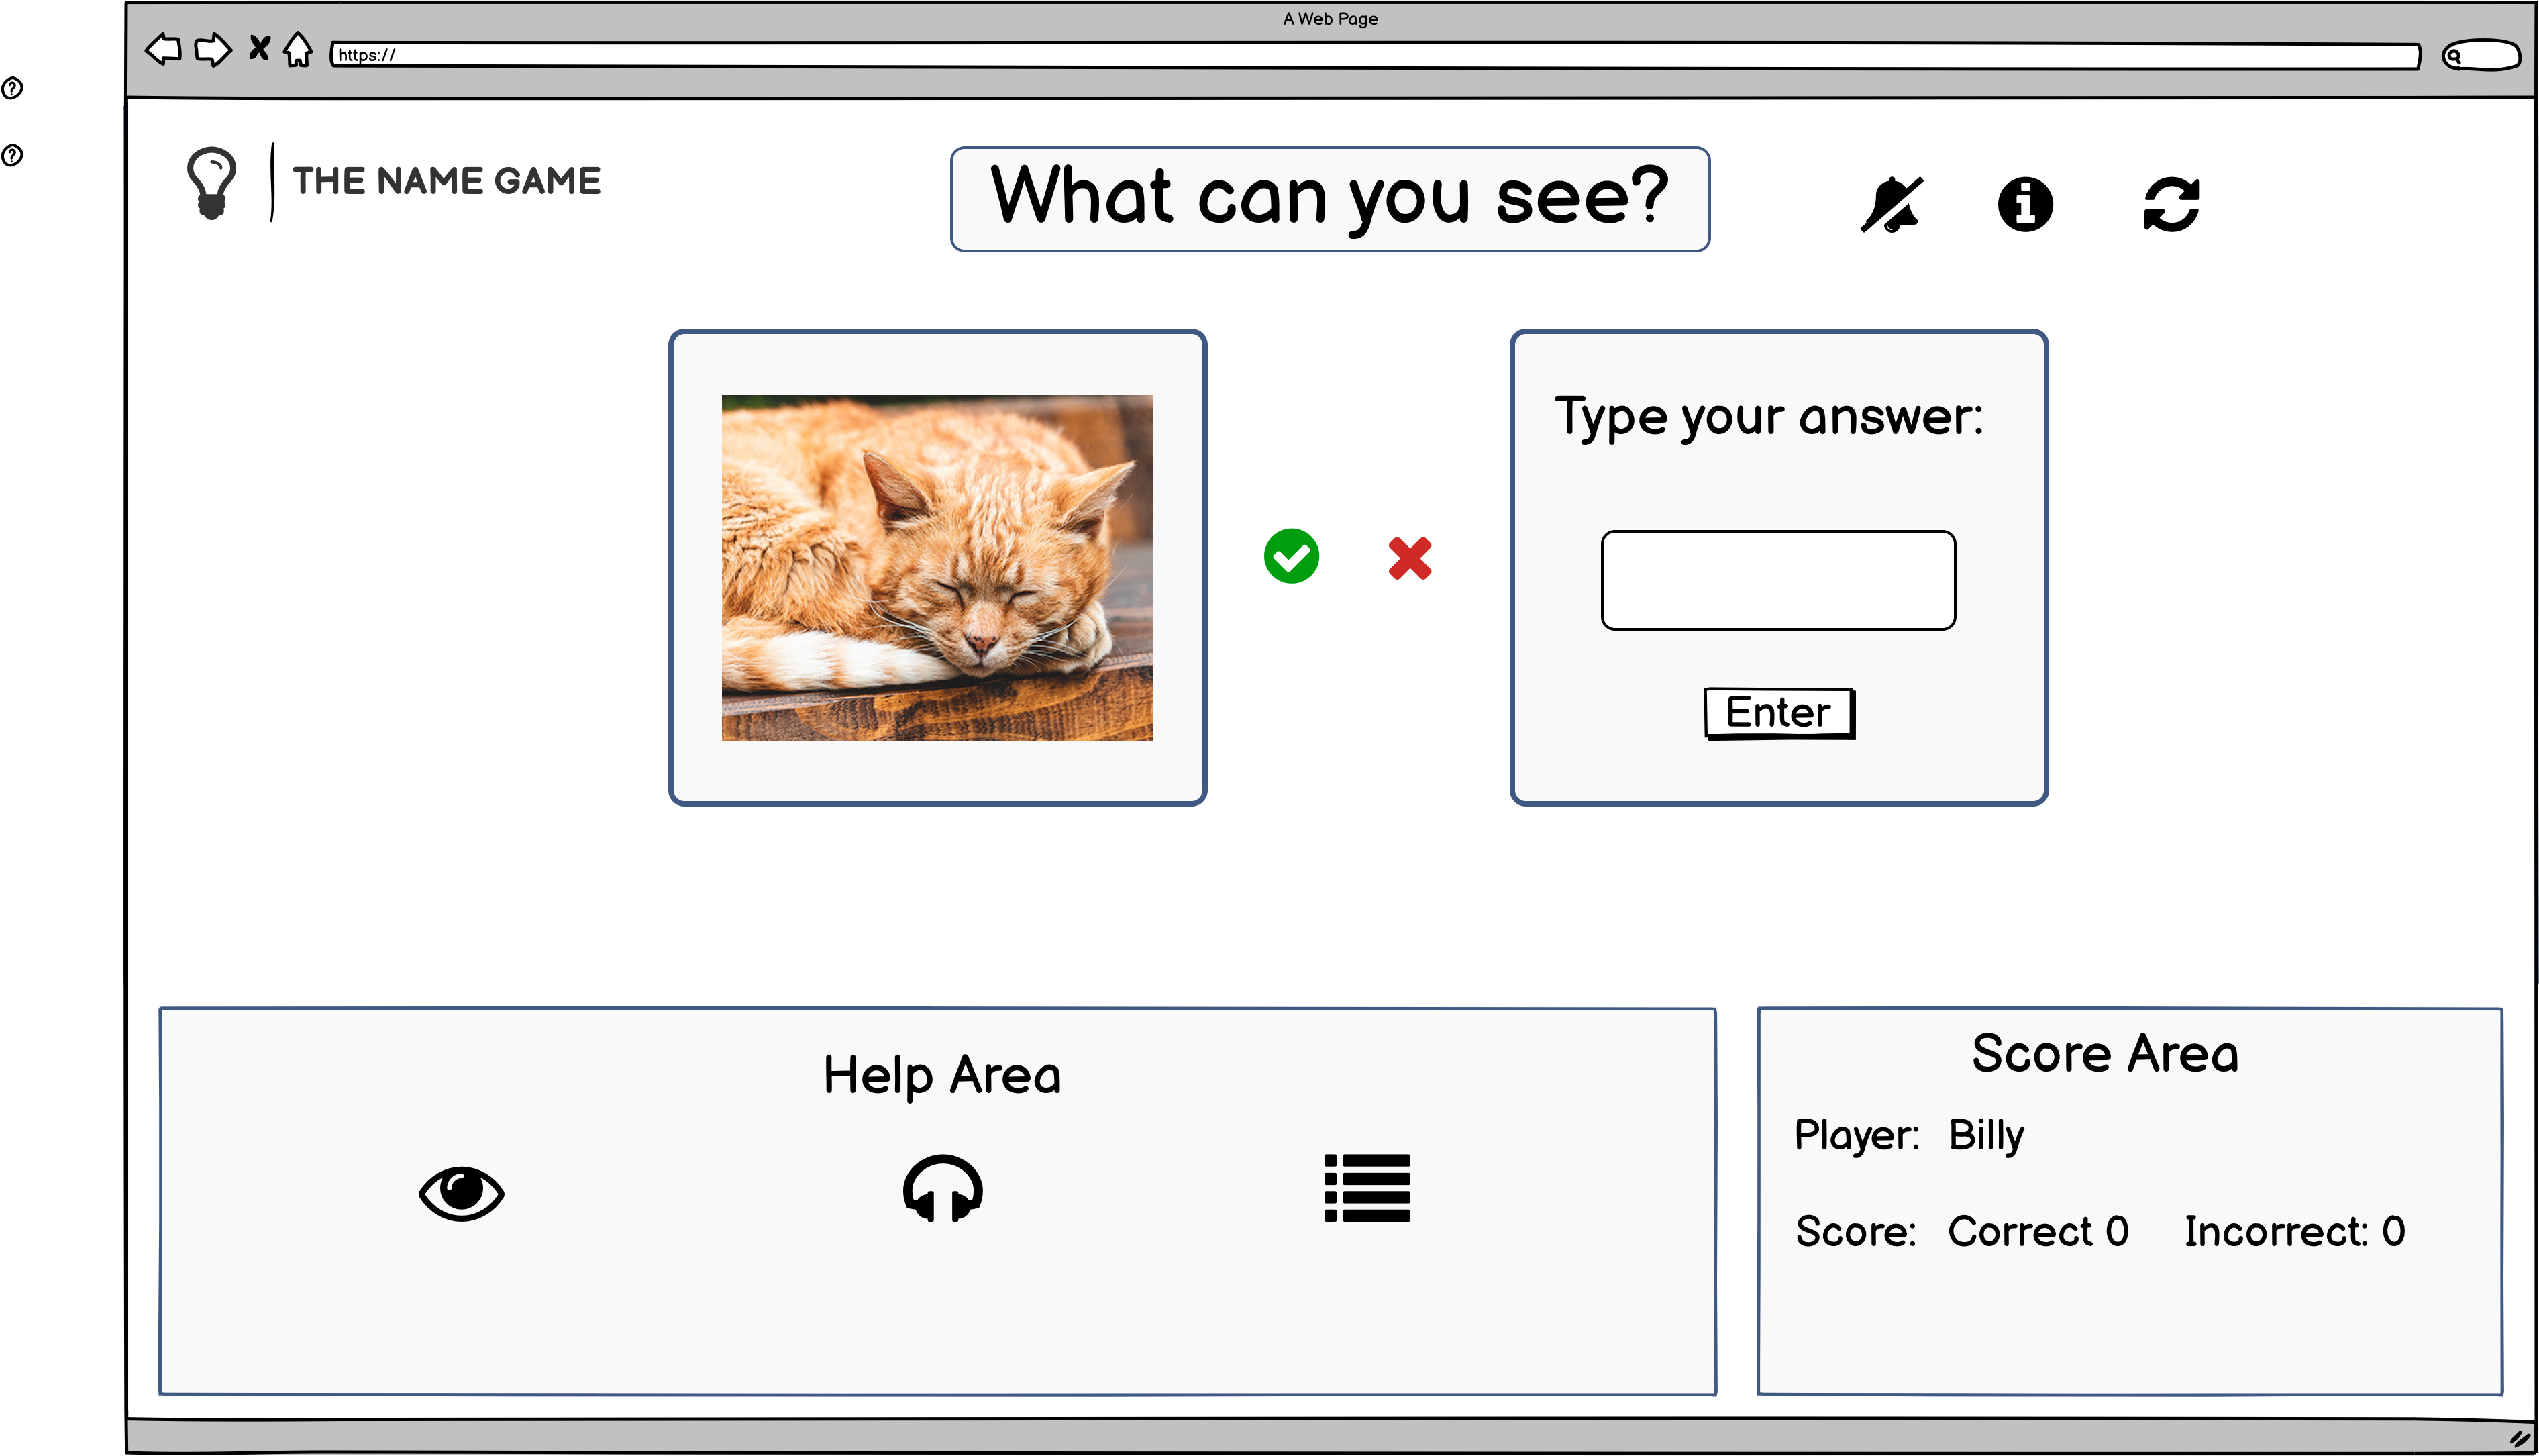 A Web Page
https://
THE NAME GAME
What can you see?
Type your answer:
Enter
Help Area
Score Area
Player: Billy
Score: Correct 0 Incorrect: 0